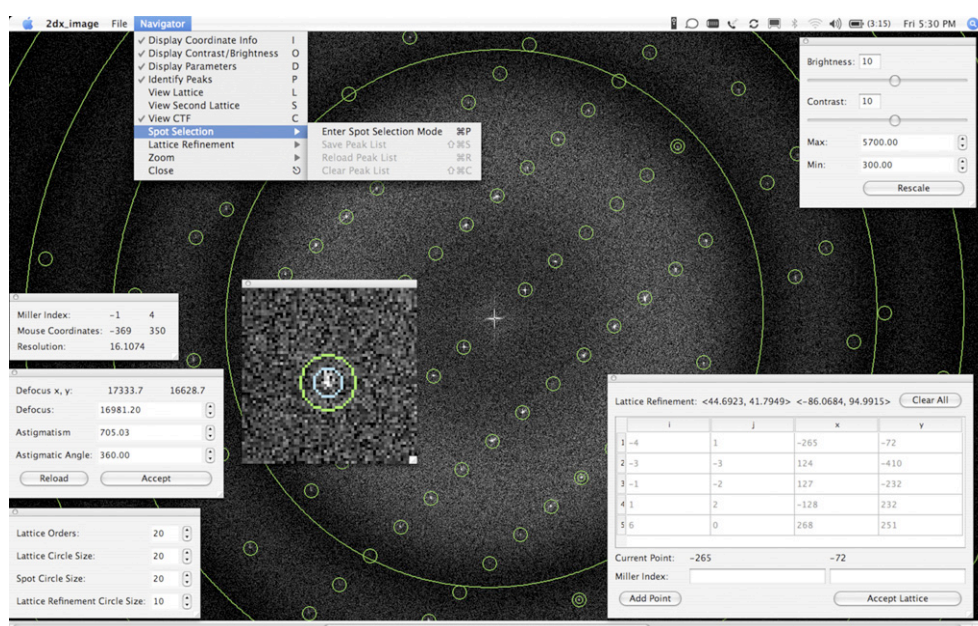 2dx_image File Navigator (3:15) Fri 5:30 PM
✓ Display Coordinate Info I
✓ Display Contrast/Brightness O
✓ Display Parameters D
✓ Identify Peaks P
View Lattice L
View Second Lattice S
✓ View CTF C
Spot Selection
Lattice Refinement
Zoom
Close
Enter Spot Selection Mode ⌘P
Save Peak List ⇧⌘S
Reload Peak List ⌘R
Clear Peak List ⇧⌘C
Brightness: 10
Contrast: 10
Max: 5700.00
Min: 300.00
Rescale
Miller Index: -1 4
Mouse Coordinates: -369 350
Resolution: 16.1074
Defocus x, y: 17333.7 16628.7
Defocus: 16981.20
Astigmatism 705.03
Astigmatic Angle: 360.00
Reload Accept
Lattice Orders: 20
Lattice Circle Size: 20
Spot Circle Size: 20
Lattice Refinement Circle Size: 10
Lattice Refinement: <44.6923, 41.7949> <-86.0684, 94.9915> Clear All
i j x y
1 -4 1 -265 -72
2 -3 -3 124 -410
3 -1 -2 127 -232
4 1 2 -128 232
5 6 0 268 251
Current Point: -265 -72
Miller Index:
Add Point Accept Lattice